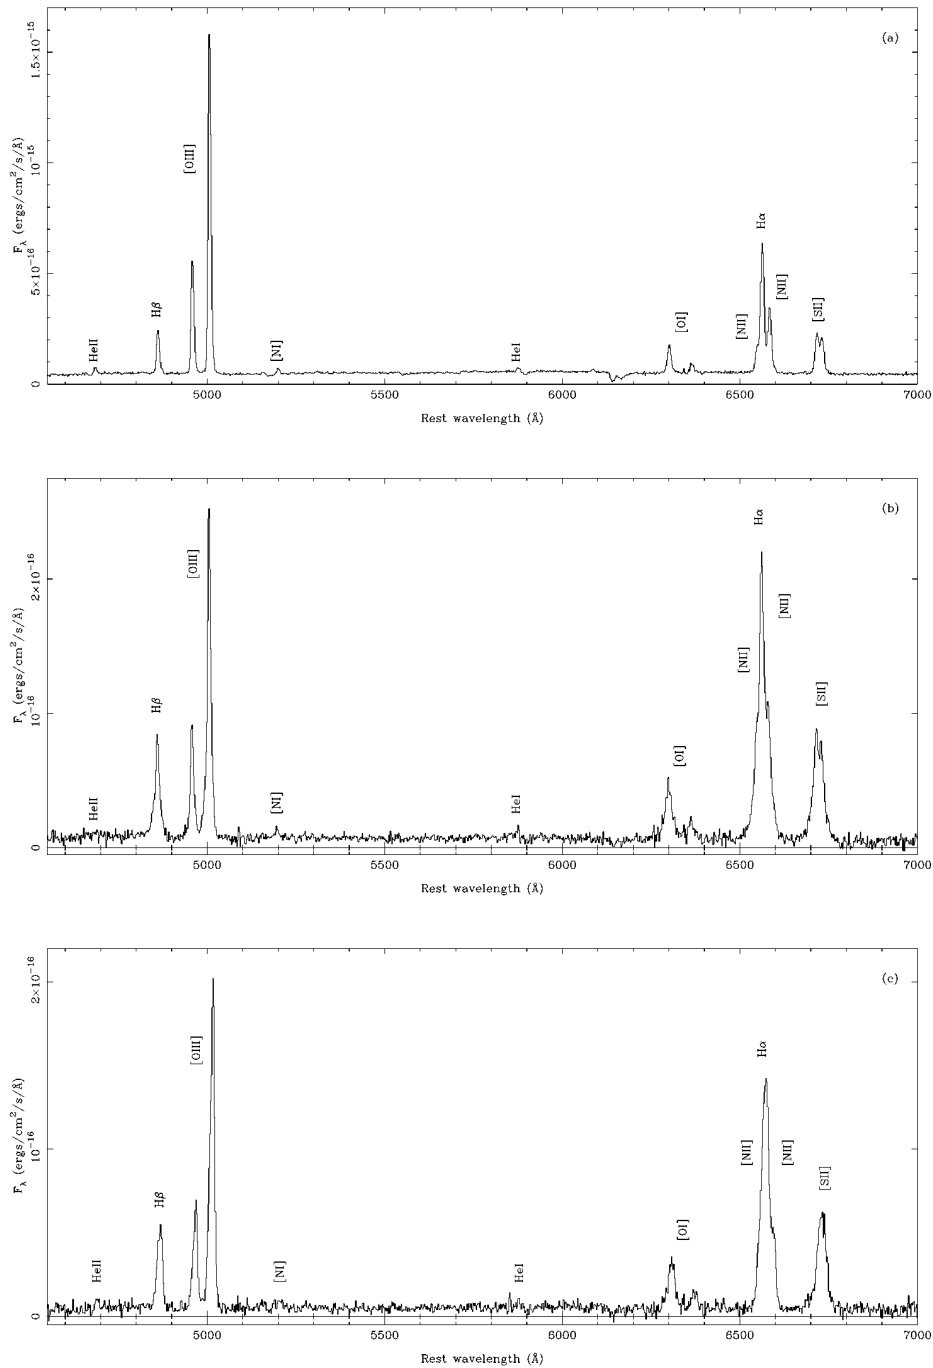 (a)
1.5×10⁻¹⁵
10⁻¹⁵
5×10⁻¹⁶
0
F_λ (ergs/cm²/s/Å)
HeII
Hβ
[OIII]
[NI]
HeI
[OI]
[NII]
Hα
[NII]
[SII]
5000
5500
6000
6500
7000
Rest wavelength (Å)
(b)
2×10⁻¹⁶
10⁻¹⁶
0
F_λ (ergs/cm²/s/Å)
HeII
Hβ
[OIII]
[NI]
HeI
[OI]
[NII]
Hα
[NII]
[SII]
5000
5500
6000
6500
7000
Rest wavelength (Å)
(c)
2×10⁻¹⁶
10⁻¹⁶
0
F_λ (ergs/cm²/s/Å)
HeII
Hβ
[OIII]
[NI]
HeI
[OI]
[NII]
Hα
[NII]
[SII]
5000
5500
6000
6500
7000
Rest wavelength (Å)